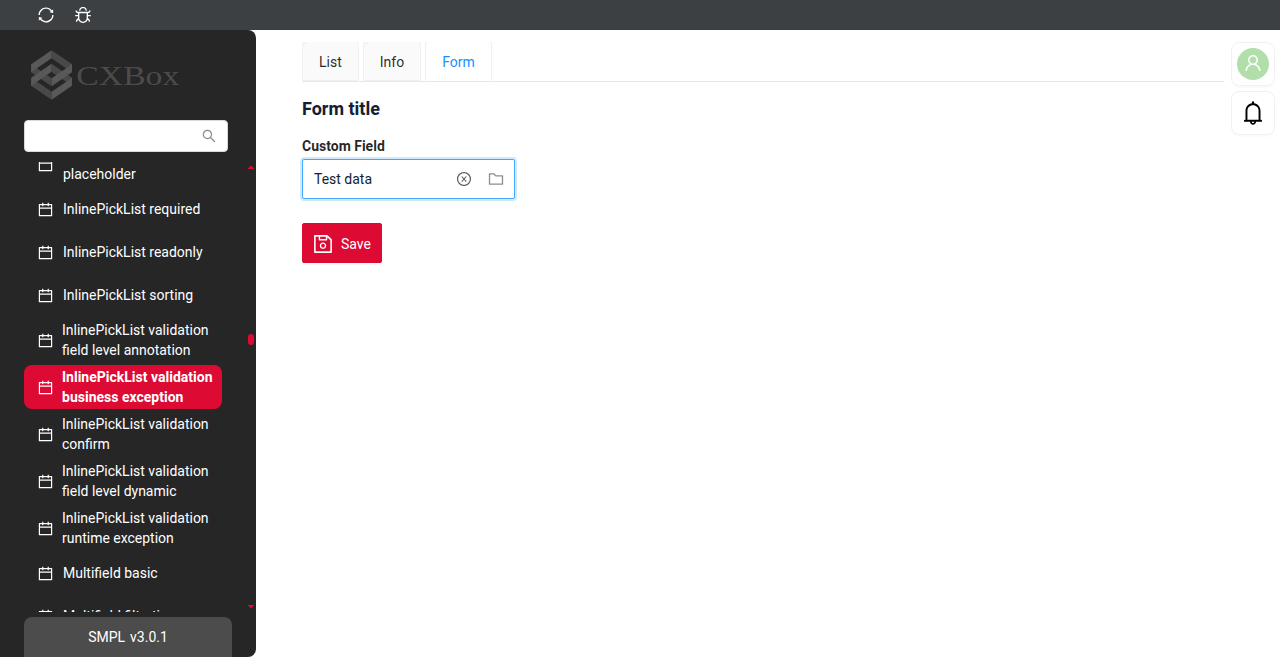 CXBox
placeholder
InlinePickList required
InlinePickList readonly
InlinePickList sorting
InlinePickList validation
field level annotation
InlinePickList validation
business exception
InlinePickList validation
confirm
InlinePickList validation
field level dynamic
InlinePickList validation
runtime exception
Multifield basic
SMPL v3.0.1
List
Info
Form
Form title
Custom Field
Test data
Save